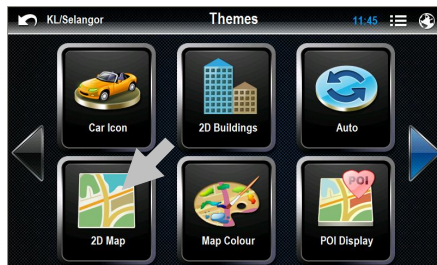 KL/Selangor Themes 11:45
Car Icon 2D Buildings Auto
POI
2D Map Map Colour POI Display